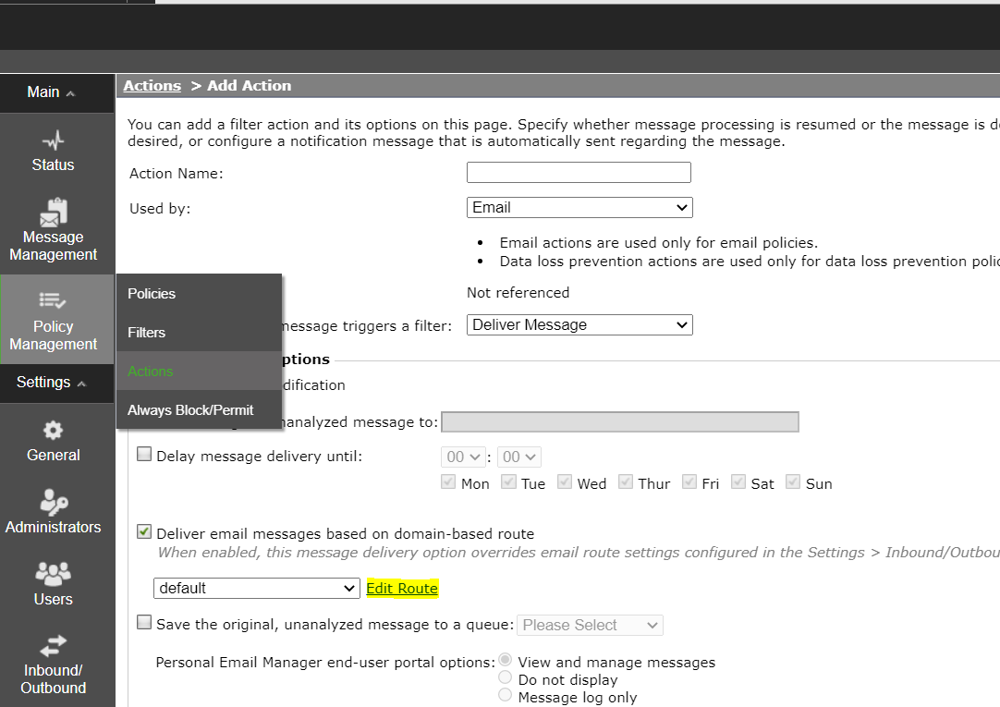 Main
Actions > Add Action
You can add a filter action and its options on this page. Specify whether message processing is resumed or the message is
desired, or configure a notification message that is automatically sent regarding the message.
Status
Action Name:
Used by: Email
Message
Management
Email actions are used only for email policies.
Data loss prevention actions are used only for data loss prevention
Not referenced
Policy
Management
Policies
Filters
Actions
Always Block/Permit
message triggers a filter: Deliver Message
Settings
unanalyzed message to:
General
Delay message delivery until: 00 : 00
Mon Tue Wed Thur Fri Sat Sun
Administrators
Deliver email messages based on domain-based route
When enabled, this message delivery option overrides email route settings configured in the Settings >
default Edit Route
Users
Save the original, unanalyzed message to a queue: Please Select
Inbound/
Outbound
Personal Email Manager end-user portal options: View and manage messages
Do not display
Message log only